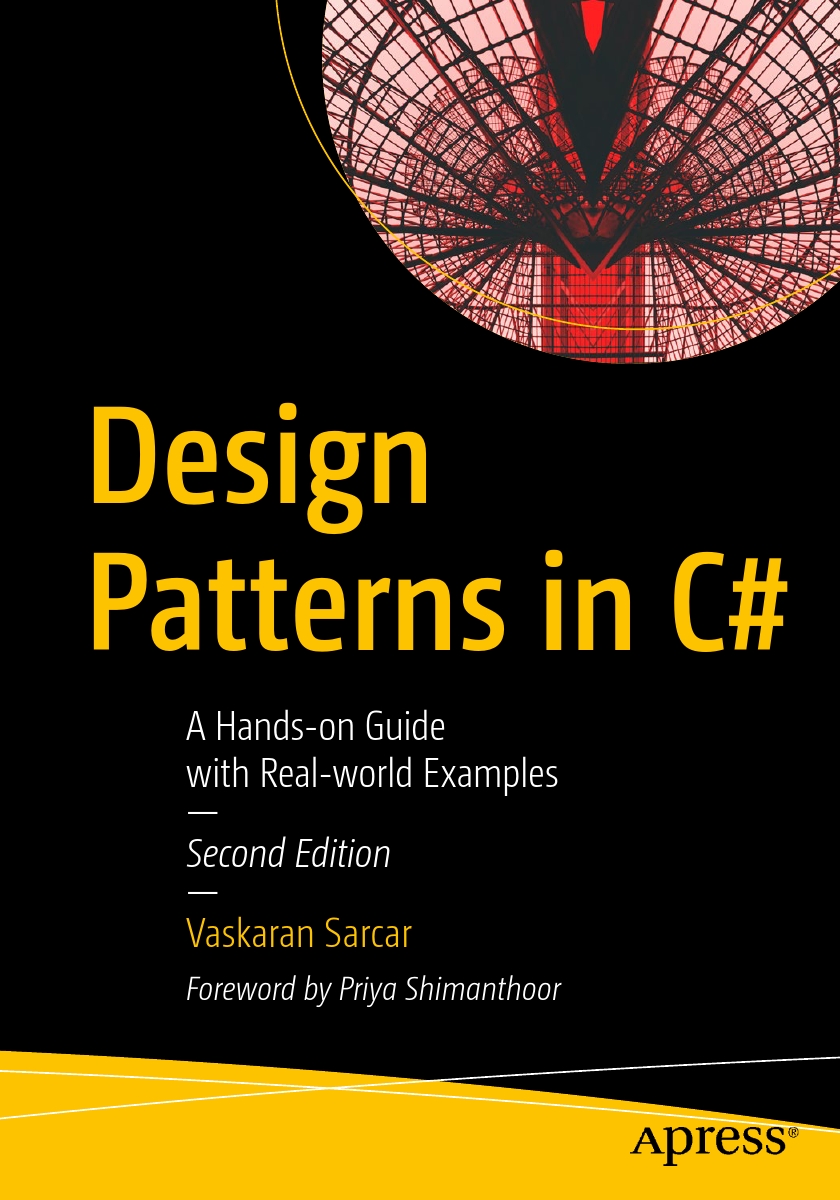 Design
Patterns in C#
A Hands-on Guide
with Real-world Examples
—
Second Edition
—
Vaskaran Sarcar
Foreword by Priya Shimanthoor
Apress®